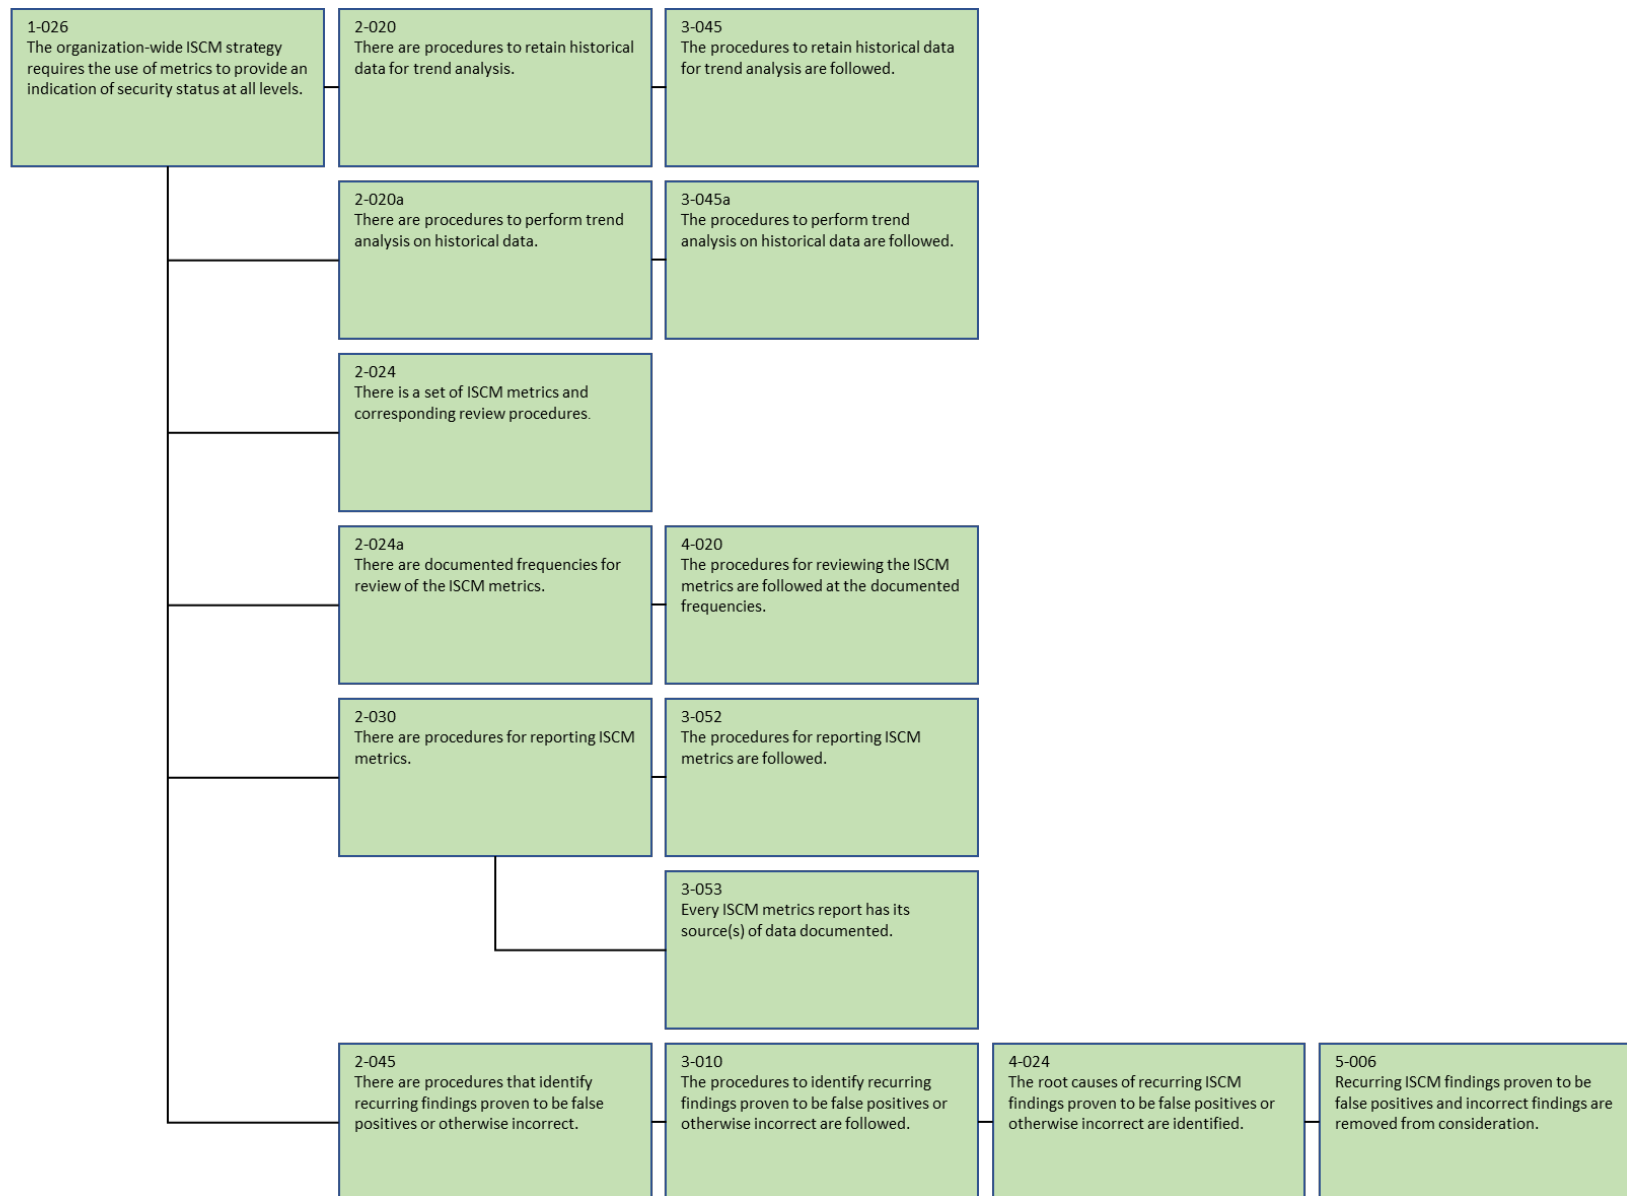 1-026
The organization-wide ISCM strategy
requires the use of metrics to provide an
indication of security status at all levels.
2-020
There are procedures to retain historical
data for trend analysis.
3-045
The procedures to retain historical data
for trend analysis are followed.
2-020a
There are procedures to perform trend
analysis on historical data.
3-045a
The procedures to perform trend
analysis on historical data are followed.
2-024
There is a set of ISCM metrics and
corresponding review procedures.
2-024a
There are documented frequencies for
review of the ISCM metrics.
4-020
The procedures for reviewing the ISCM
metrics are followed at the documented
frequencies.
2-030
There are procedures for reporting ISCM
metrics.
3-052
The procedures for reporting ISCM
metrics are followed.
3-053
Every ISCM metrics report has its
source(s) of data documented.
2-045
There are procedures that identify
recurring findings proven to be false
positives or otherwise incorrect.
3-010
The procedures to identify recurring
findings proven to be false positives or
otherwise incorrect are followed.
4-024
The root causes of recurring ISCM
findings proven to be false positives or
otherwise incorrect are identified.
5-006
Recurring ISCM findings proven to be
false positives and incorrect findings are
removed from consideration.